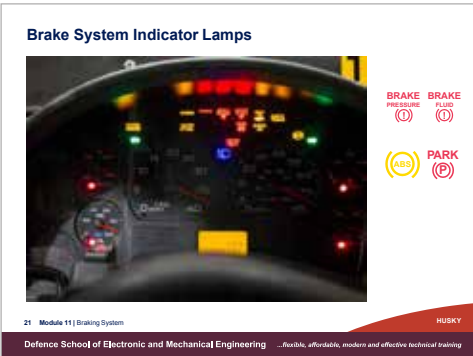 Brake System Indicator Lamps
BRAKE BRAKE
PRESSURE FLUID
(!) (!)
(ABS) PARK
(P)
21 Module 11 | Braking System
HUSKY
Defence School of Electronic and Mechanical Engineering ...flexible, affordable, modern and effective technical training